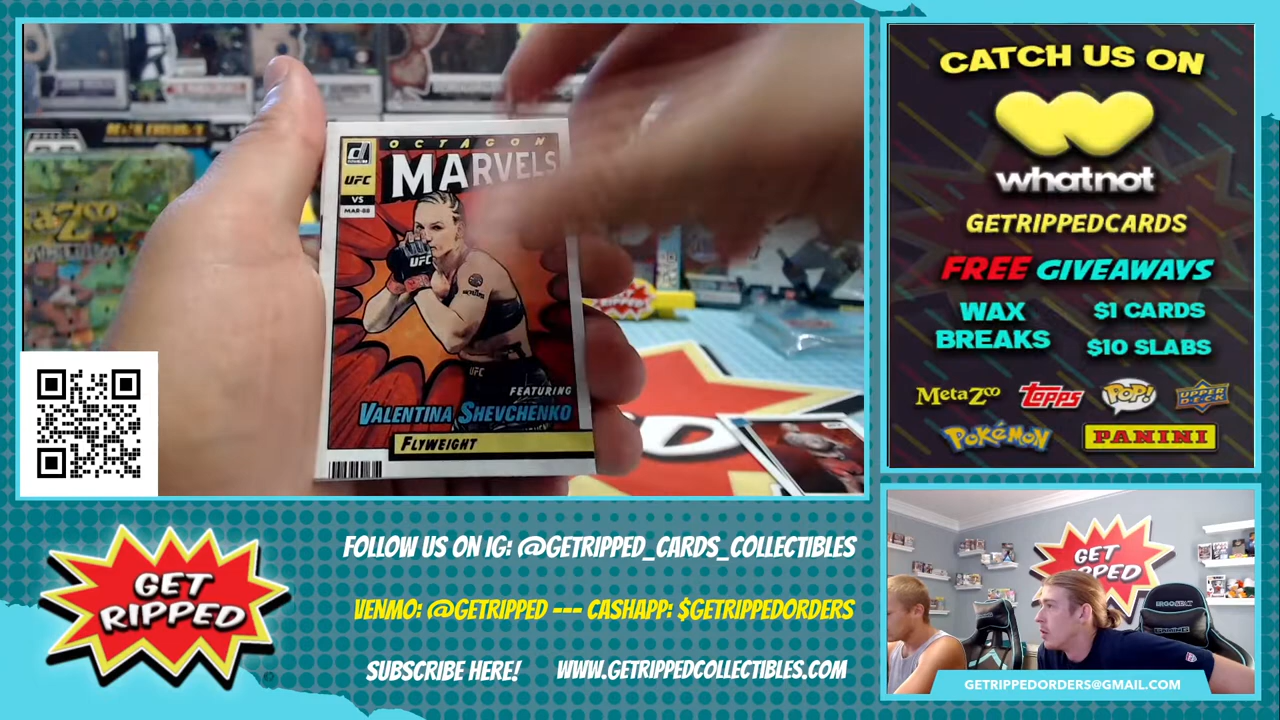 OCTAGON
MARVELS
UFC
VS
MAR-88
UFC
UFC
FEATURING
VALENTINA SHEVCHENKO
FLYWEIGHT
CATCH US ON
whatnot
GETRIPPEDCARDS
FREE GIVEAWAYS
WAX BREAKS
$1 CARDS
$10 SLABS
METAZOO
Topps
POP!
UPPER DECK
POKéMON
PANINI
GET RIPPED
FOLLOW US ON IG: @GETRIPPED_CARDS_COLLECTIBLES
VENMO: @GETRIPPED --- CASHAPP: $GETRIPPEDORDERS
SUBSCRIBE HERE!
WWW.GETRIPPEDCOLLECTIBLES.COM
GET RIPPED
GETRIPPEDORDERS@GMAIL.COM